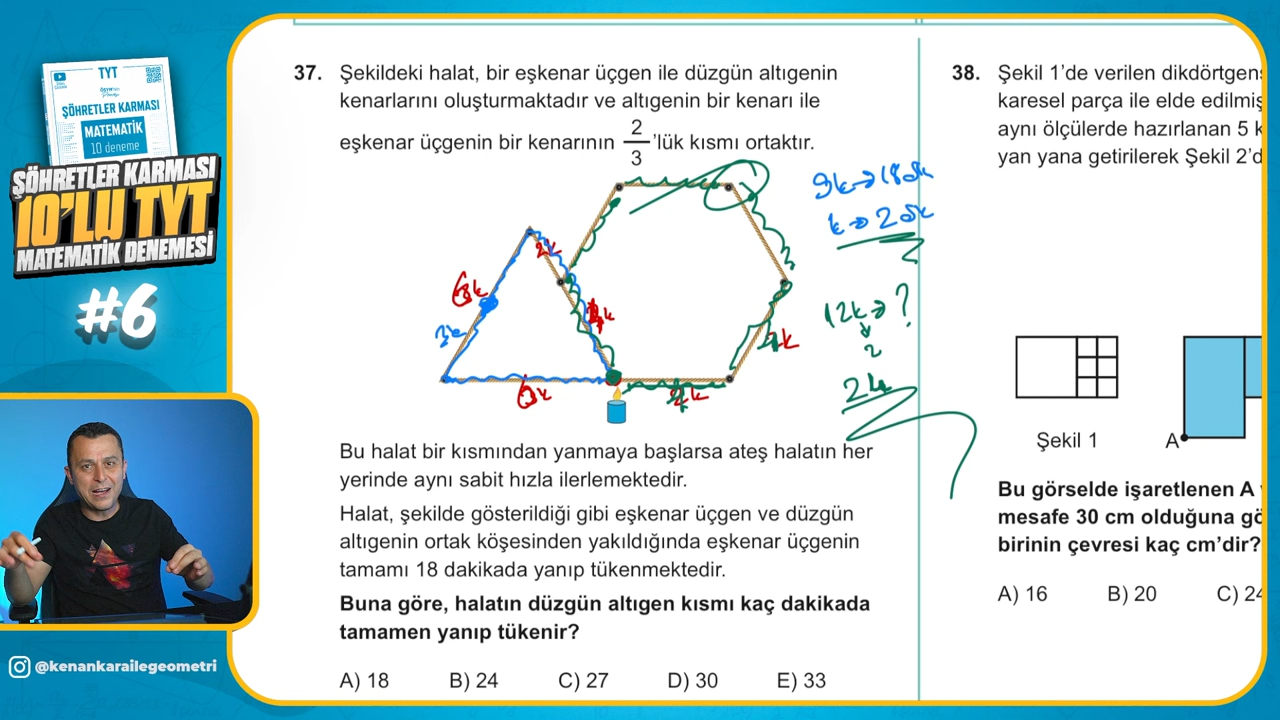 TYT
ŞÖHRETLER KARMASI
MATEMATİK
10 deneme
ŞÖHRETLER KARMASI
10'LU TYT
MATEMATİK DENEMESİ
#6
@kenankarailegeometri
37. Şekildeki halat, bir eşkenar üçgen ile düzgün altıgenin
kenarlarını oluşturmaktadır ve altıgenin bir kenarı ile
eşkenar üçgenin bir kenarının 2/3 'lük kısmı ortaktır.
9k→18dk
k→2dk
12k→?
2
24
2k
6k
3k
4k
4k
6k
4k
Bu halat bir kısmından yanmaya başlarsa ateş halatın her
yerinde aynı sabit hızla ilerlemektedir.
Halat, şekilde gösterildiği gibi eşkenar üçgen ve düzgün
altıgenin ortak köşesinden yakıldığında eşkenar üçgenin
tamamı 18 dakikada yanıp tükenmektedir.
Buna göre, halatın düzgün altıgen kısmı kaç dakikada
tamamen yanıp tükenir?
A) 18 B) 24 C) 27 D) 30 E) 33
38. Şekil 1'de verilen dikdörtgens
karesel parça ile elde edilmiş
aynı ölçülerde hazırlanan 5 k
yan yana getirilerek Şekil 2'd
Şekil 1
A
Bu görselde işaretlenen A
mesafe 30 cm olduğuna gö
birinin çevresi kaç cm'dir?
A) 16 B) 20 C) 24